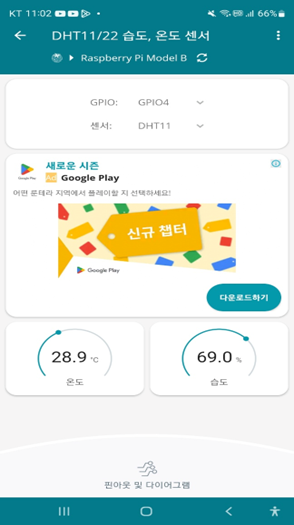 KT 11:02
66%
DHT11/22 습도, 온도 센서
Raspberry Pi Model B
GPIO: GPIO4
센서: DHT11
새로운 시즌
Google Play
어떤 룬테라 지역에서 플레이할 지 선택하세요!
신규 챕터
Google Play
다운로드하기
28.9 °C
온도
69.0 %
습도
핀아웃 및 다이어그램